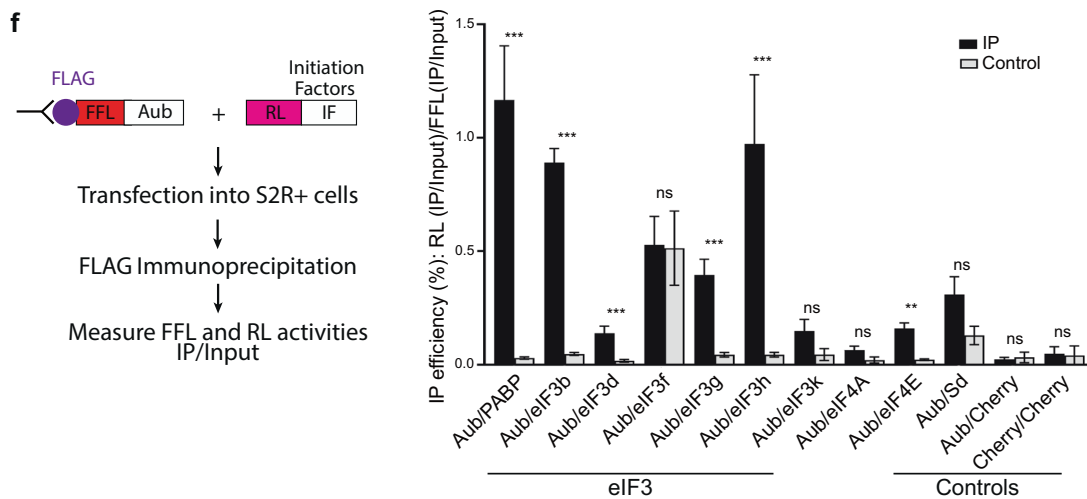 f
FLAG
FFL Aub + RL IF
Initiation
Factors
Transfection into S2R+ cells
FLAG Immunoprecipitation
Measure FFL and RL activities
IP/Input
IP efficiency (%): RL (IP/Input)/FFL(IP/Input)
1.5
1.0
0.5
0.0
*** *** *** ns *** *** ns ns ** ns ns ns
IP
Control
Aub/PABP
Aub/eIF3b
Aub/eIF3d
Aub/eIF3f
Aub/eIF3g
Aub/eIF3h
Aub/eIF3k
Aub/eIF4A
Aub/eIF4E
Aub/Sd
Aub/Cherry
Cherry/Cherry
eIF3
Controls